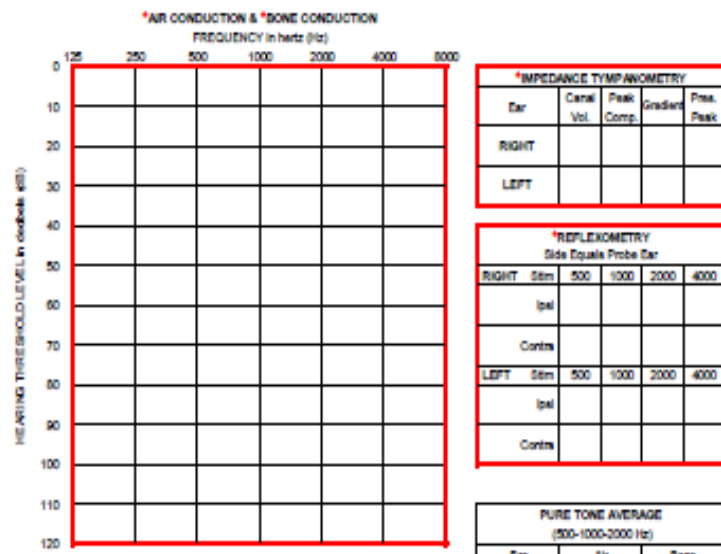 *AIR CONDUCTION & *BONE CONDUCTION
FREQUENCY in hertz (Hz)
125 250 500 1000 2000 4000 8000
HEARING THRESHOLD LEVEL in decibels (dB)
0
10
20
30
40
50
60
70
80
90
100
110
120
*IMPEDANCE TYMPANOMETRY
Ear Canal Vol. Peak Comp. Gradient Pres. Peak
RIGHT
LEFT
*REFLEXOMETRY
Side Equals Probe Ear
RIGHT Stim 500 1000 2000 4000
Ipsi
Contra
LEFT Stim 500 1000 2000 4000
Ipsi
Contra
PURE TONE AVERAGE
(500-1000-2000 Hz)